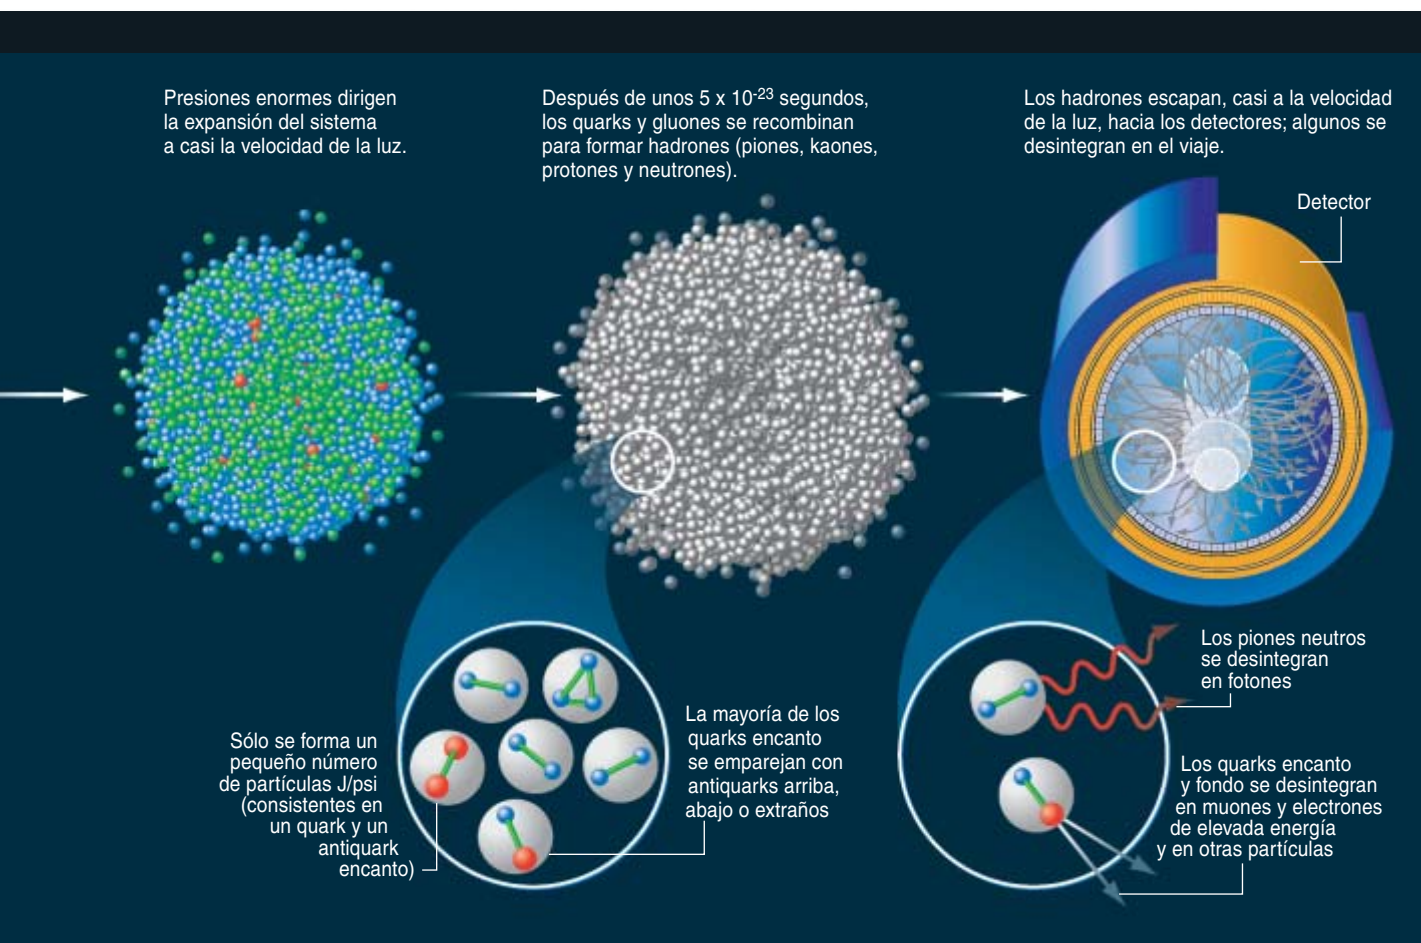 Presiones enormes dirigen
la expansión del sistema
a casi la velocidad de la luz.
Después de unos 5 x 10-23 segundos,
los quarks y gluones se recombinan
para formar hadrones (piones, kaones,
protones y neutrones).
Los hadrones escapan, casi a la velocidad
de la luz, hacia los detectores; algunos se
desintegran en el viaje.
Detector
Sólo se forma un
pequeño número
de partículas J/psi
(consistentes en
un quark y un
antiquark
encanto)
La mayoría de los
quarks encanto
se emparejan con
antiquarks arriba,
abajo o extraños
Los piones neutros
se desintegran
en fotones
Los quarks encanto
y fondo se desintegran
en muones y electrones
de elevada energía
y en otras partículas